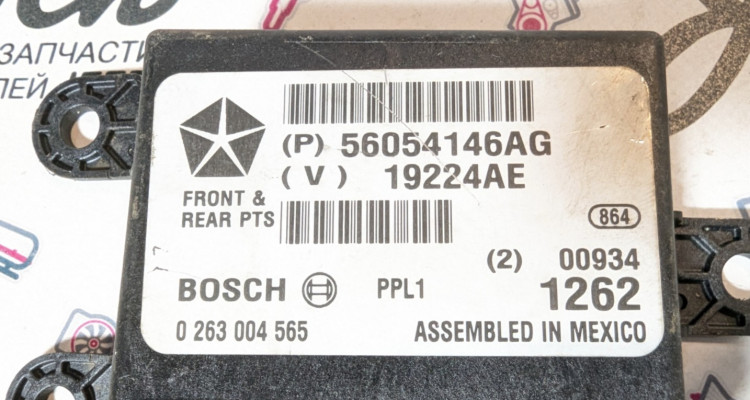 ЗАПЧАСТИ
ЛЕЙ
(P) 56054146AG
(V) 19224AE
FRONT &
REAR PTS
864
(2) 00934
BOSCH PPL1 1262
0 263 004 565 ASSEMBLED IN MEXICO